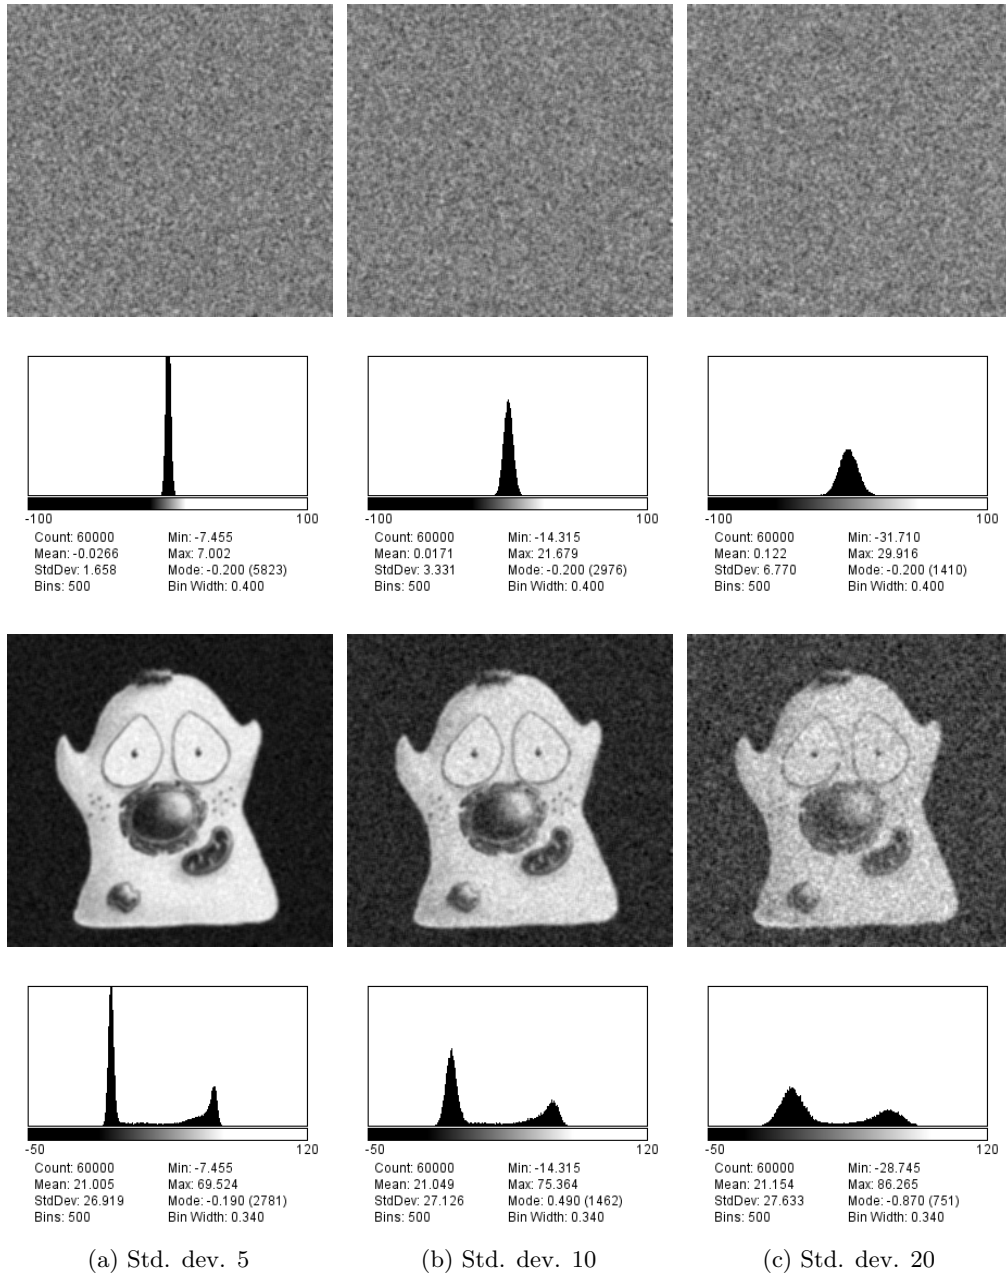 -100 100 -100 100 -100 100
Count: 60000 Min: -7.455 Count: 60000 Min: -14.315 Count: 60000 Min: -31.710
Mean: -0.0266 Max: 7.002 Mean: 0.0171 Max: 21.679 Mean: 0.122 Max: 29.916
StdDev: 1.658 Mode: -0.200 (5823) StdDev: 3.331 Mode: -0.200 (2976) StdDev: 6.770 Mode: -0.200 (1410)
Bins: 500 Bin Width: 0.400 Bins: 500 Bin Width: 0.400 Bins: 500 Bin Width: 0.400
-50 120 -50 120 -50 120
Count: 60000 Min: -7.455 Count: 60000 Min: -14.315 Count: 60000 Min: -28.745
Mean: 21.005 Max: 69.524 Mean: 21.049 Max: 75.364 Mean: 21.154 Max: 86.265
StdDev: 26.919 Mode: -0.190 (2781) StdDev: 27.126 Mode: 0.490 (1462) StdDev: 27.633 Mode: -0.870 (751)
Bins: 500 Bin Width: 0.340 Bins: 500 Bin Width: 0.340 Bins: 500 Bin Width: 0.340
(a) Std. dev. 5 (b) Std. dev. 10 (c) Std. dev. 20